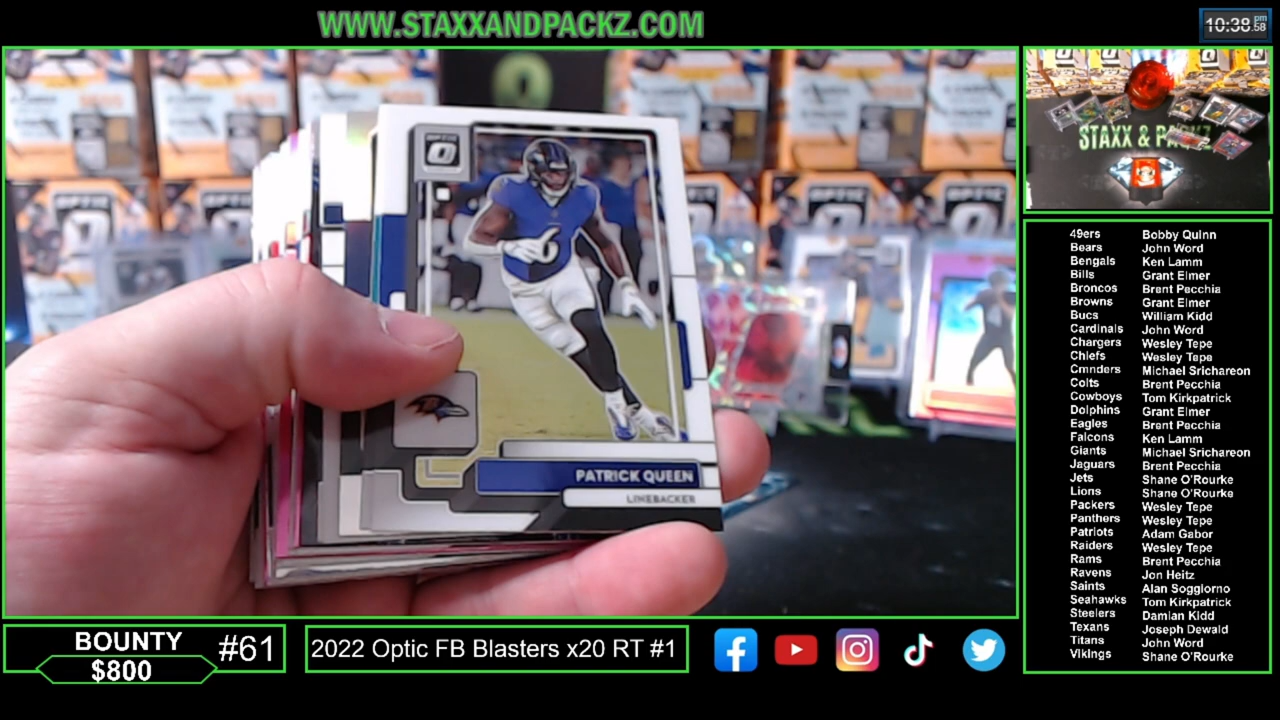 WWW.STAXXANDPACKZ.COM
10:38 pm 58
OPTIC
6
PATRICK QUEEN
LINEBACKER
STAXX & PACKZ
49ers Bobby Quinn
Bears John Word
Bengals Ken Lamm
Bills Grant Elmer
Broncos Brent Pecchia
Browns Grant Elmer
Bucs William Kidd
Cardinals John Word
Chargers Wesley Tepe
Chiefs Wesley Tepe
Cmnders Michael Srichareon
Colts Brent Pecchia
Cowboys Tom Kirkpatrick
Dolphins Grant Elmer
Eagles Brent Pecchia
Falcons Ken Lamm
Giants Michael Srichareon
Jaguars Brent Pecchia
Jets Shane O'Rourke
Lions Shane O'Rourke
Packers Wesley Tepe
Panthers Wesley Tepe
Patriots Adam Gabor
Raiders Wesley Tepe
Rams Brent Pecchia
Ravens Jon Heitz
Saints Alan Soggiorno
Seahawks Tom Kirkpatrick
Steelers Damian Kidd
Texans Joseph Dewald
Titans John Word
Vikings Shane O'Rourke
BOUNTY
$800
#61
2022 Optic FB Blasters x20 RT #1